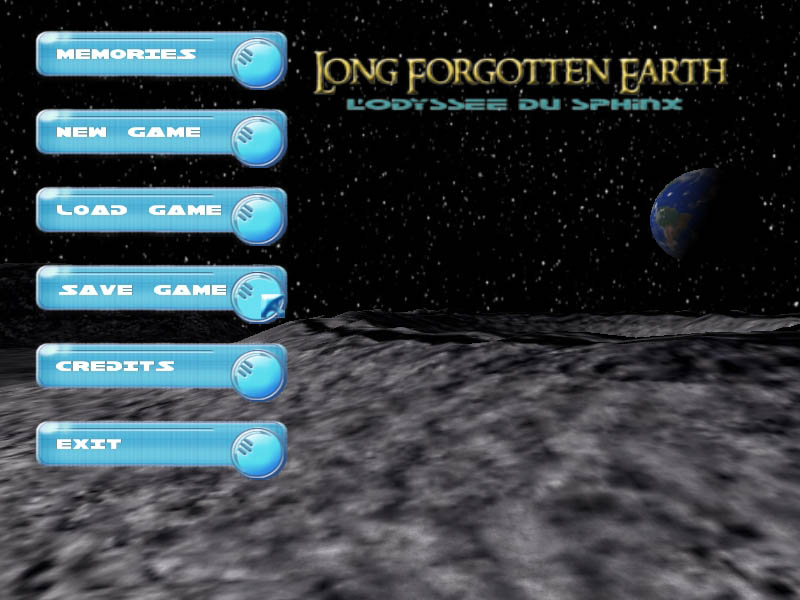 MEMORIES
LONG FORGOTTEN EARTH
L'ODYSSEE DU SPHINX
NEW GAME
LOAD GAME
SAVE GAME
CREDITS
EXIT